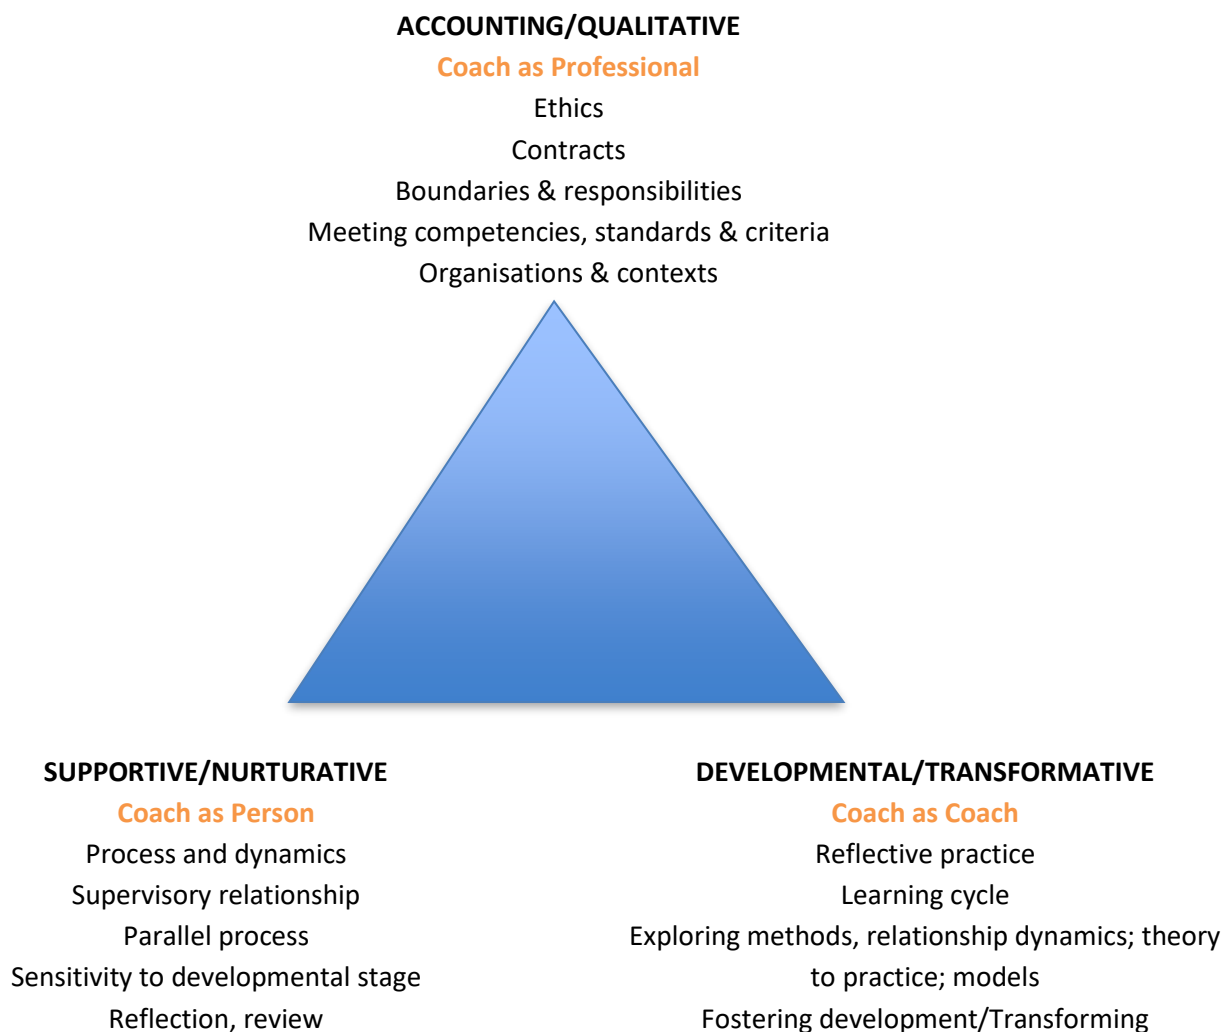 ACCOUNTING/QUALITATIVE
Coach as Professional
Ethics
Contracts
Boundaries & responsibilities
Meeting competencies, standards & criteria
Organisations & contexts
SUPPORTIVE/NURTURATIVE
Coach as Person
Process and dynamics
Supervisory relationship
Parallel process
Sensitivity to developmental stage
Reflection, review
DEVELOPMENTAL/TRANSFORMATIVE
Coach as Coach
Reflective practice
Learning cycle
Exploring methods, relationship dynamics; theory
to practice; models
Fostering development/Transforming